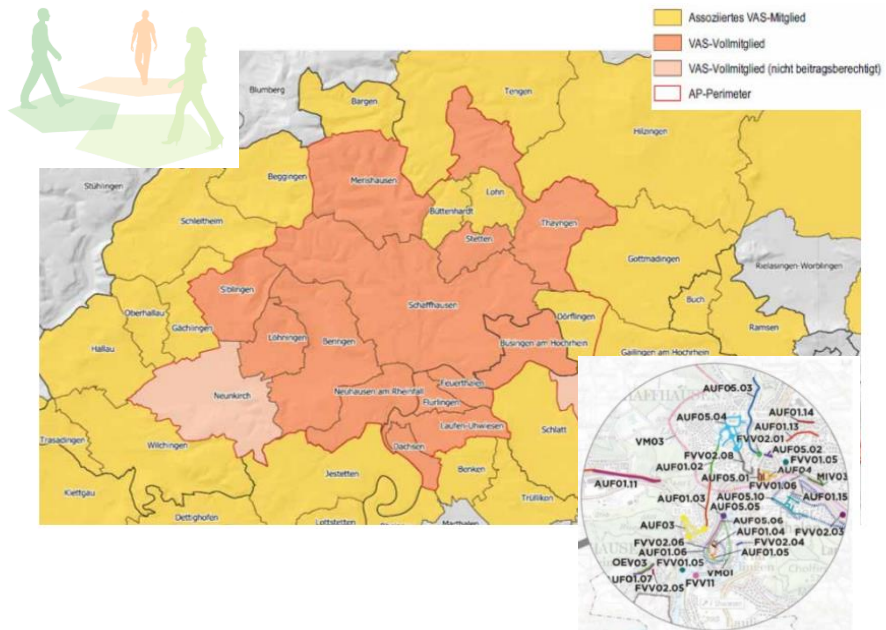 Assoziiertes VAS-Mitglied
VAS-Vollmitglied
VAS-Vollmitglied (nicht beitragsberechtigt)
AP-Perimeter
Blumberg
Tengen
Bargen
Hilzingen
Stühlingen
Beggingen
Merishausen
Lohn
Büttenhardt
Schleitheim
Thayngen
Stetten
Gottmadingen
Rielasingen-Worblingen
Siblingen
Schaffhausen
Buch
Oberhallau
Gächlingen
Dörflingen
Ramsen
Löhningen
Beringen
Büsingen am Hochrhein
Hallau
Gailingen am Hochrhein
Feuerthalen
Neunkirch
Neuhausen am Rheinfall
Flurlingen
Laufen-Uhwiesen
Schlatt
Trasadingen
Wilchingen
Dachsen
Jestetten
Benken
Klettgau
Trüllikon
Dettighofen
Lottstetten
AUF05.03
AUF05.04
AUF01.14
AUF01.13
FVV02.01
VM03
AUF05.02
FVV02.08
FVV01.05
AUF01.02
AUF04
AUF05.01
MIV03
AUF01.11
FVV01.06
AUF01.03
AUF05.10
AUF01.15
AUF05.05
AUF03
AUF05.06
AUF01.04
FVV02.03
FVV02.06
FVV02.04
AUF01.06
AUF01.05
OEV03
FVV01.05
VM01
UF01.07
FVV11
FVV02.05